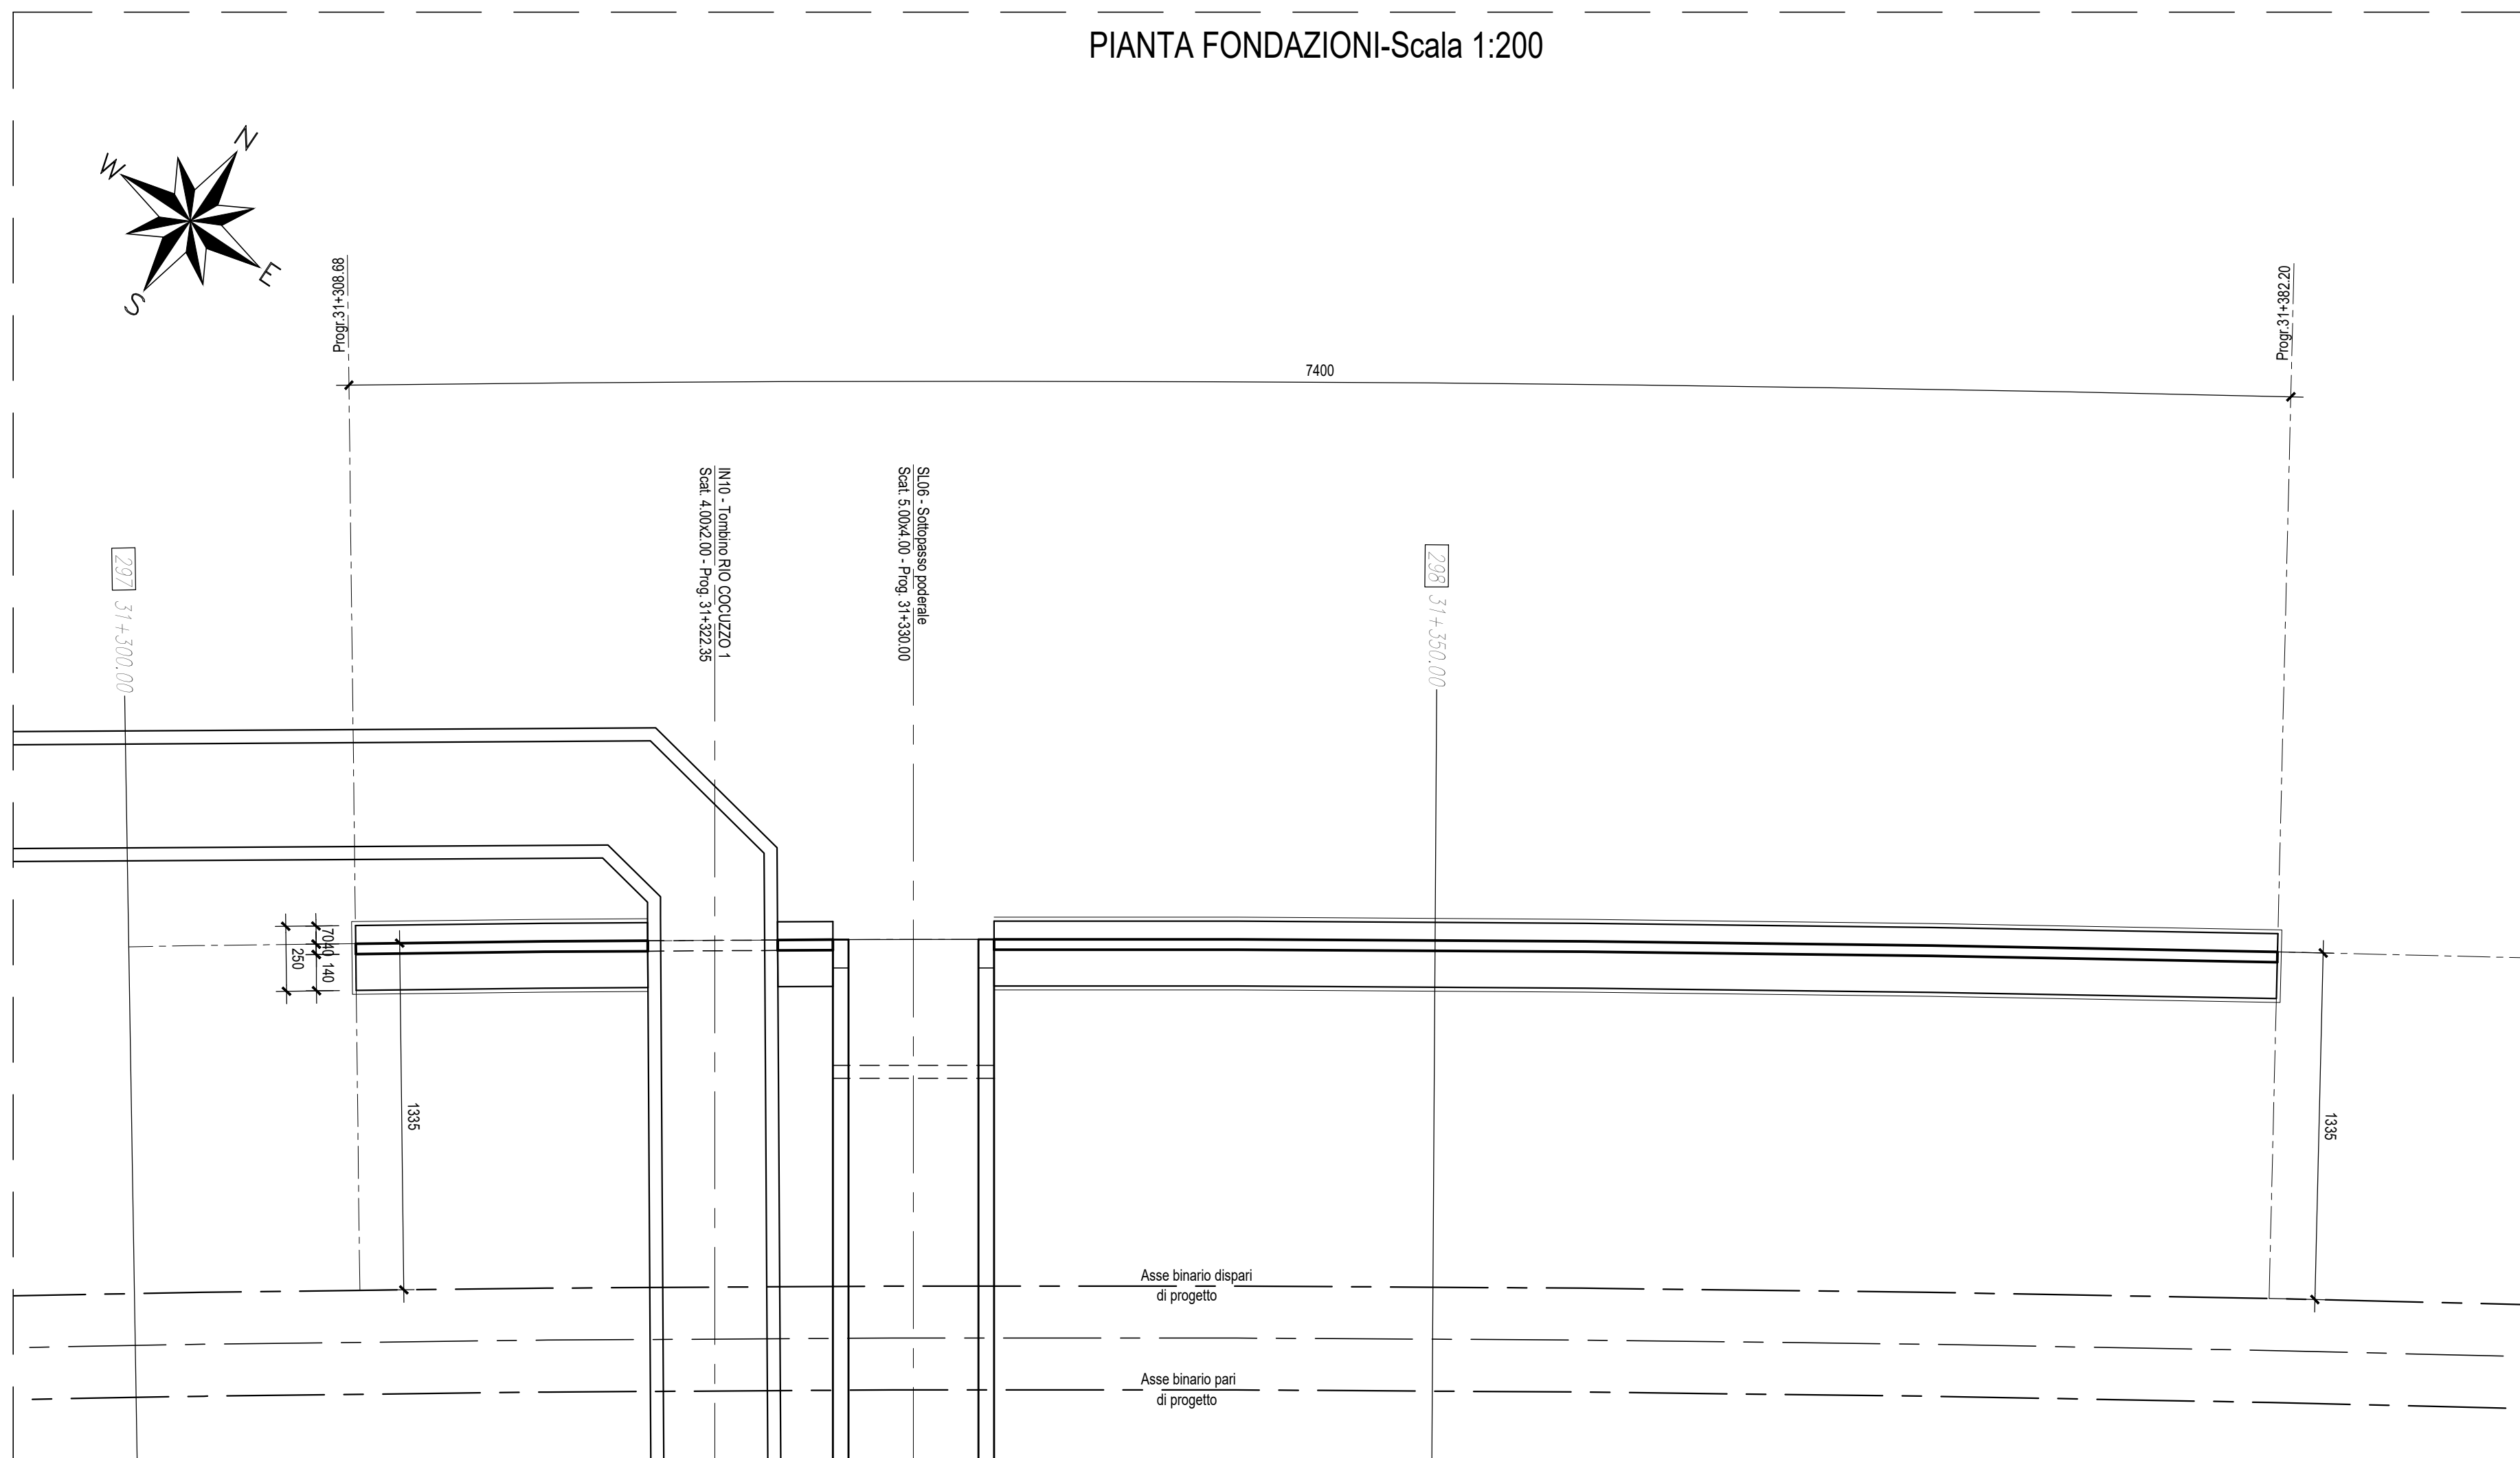 PIANTA FONDAZIONI-Scala 1:200
N
W
E
S
Progr.31+308.68
Progr.31+382.20
7400
IN10 - Tombino RIO COCUZZO 1
Scat. 4.00x2.00 - Prog. 31+322.35
SL06 - Sottopasso poderale
Scat. 5.00x4.00 - Prog. 31+330.00
297 31+300.00
298 31+350.00
70
40
140
250
1335
1335
Asse binario dispari
di progetto
Asse binario pari
di progetto